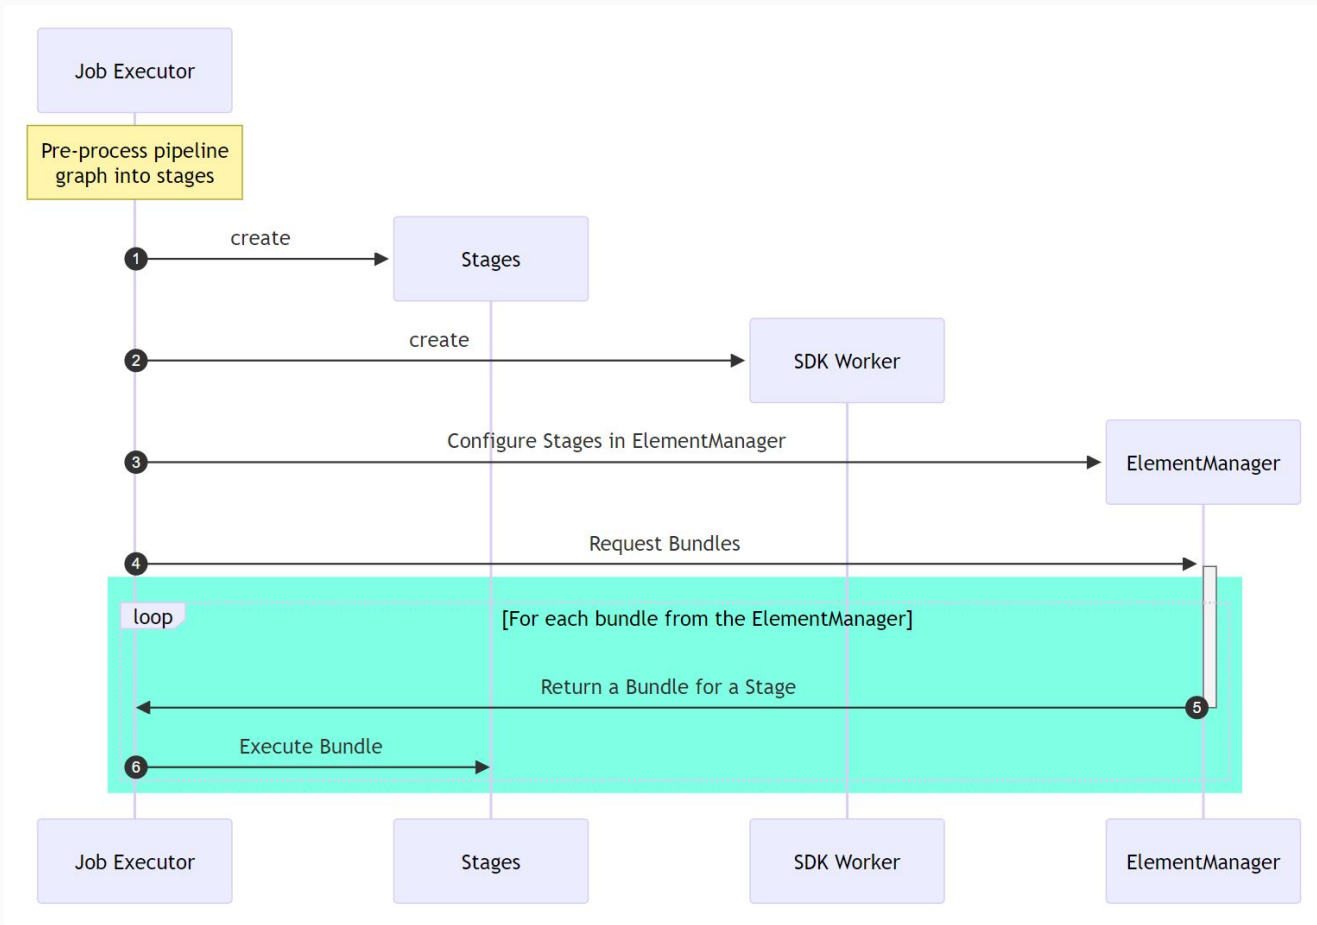 Job Executor
Pre-process pipeline
graph into stages
create
1
Stages
create
2
SDK Worker
Configure Stages in ElementManager
3
ElementManager
Request Bundles
4
loop
[For each bundle from the ElementManager]
Return a Bundle for a Stage
5
Execute Bundle
6
Job Executor
Stages
SDK Worker
ElementManager